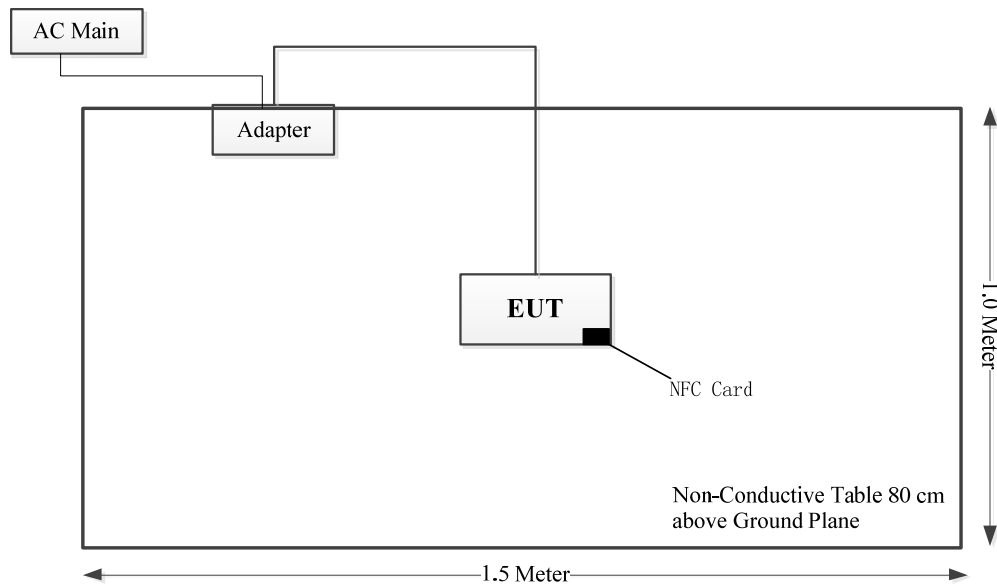 AC Main
Adapter
EUT
NFC Card
1.0 Meter
Non-Conductive Table 80 cm
above Ground Plane
1.5 Meter